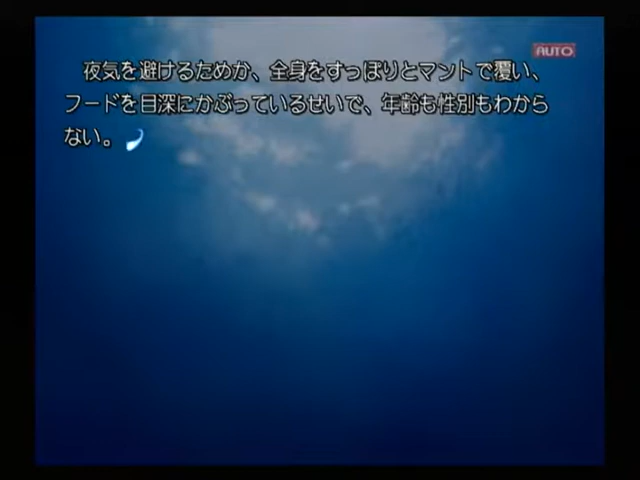 AUTO
夜気を避けるためか、全身をすっぽりとマントで覆い、
フードを目深にかぶっているせいで、年齢も性別もわから
ない。